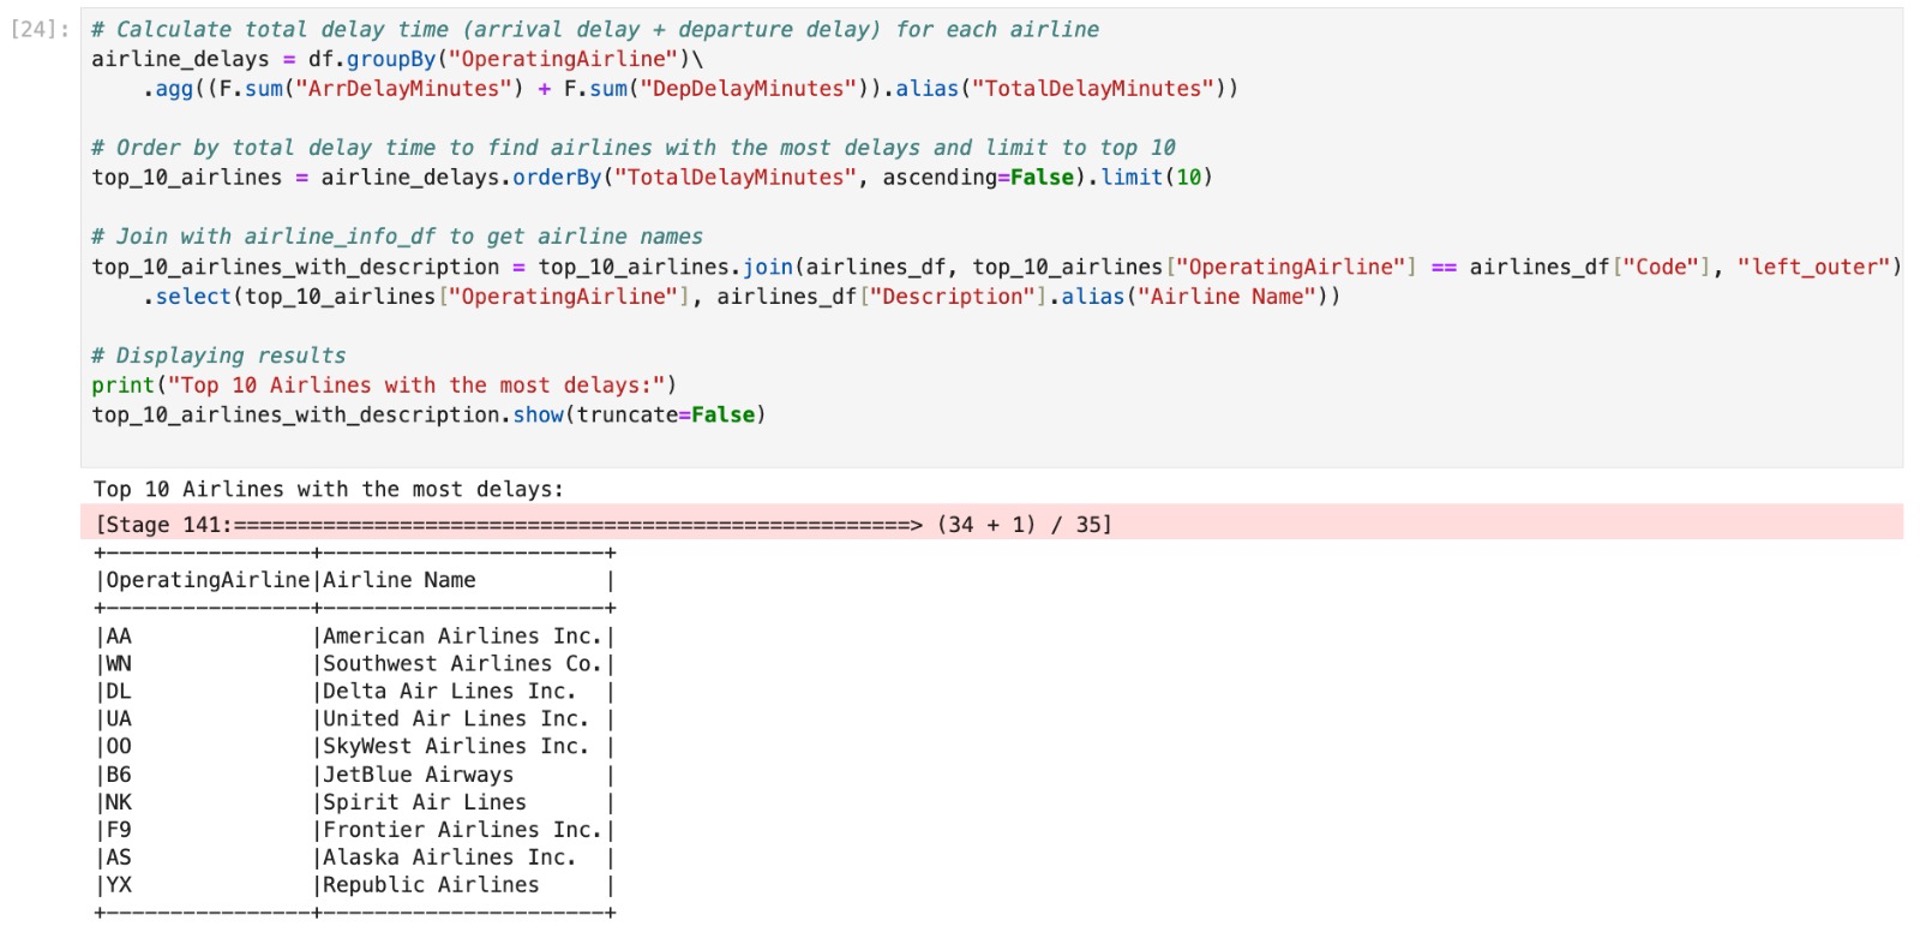 [24]: # Calculate total delay time (arrival delay + departure delay) for each airline
airline_delays = df.groupBy("OperatingAirline")\
    .agg((F.sum("ArrDelayMinutes") + F.sum("DepDelayMinutes")).alias("TotalDelayMinutes"))

# Order by total delay time to find airlines with the most delays and limit to top 10
top_10_airlines = airline_delays.orderBy("TotalDelayMinutes", ascending=False).limit(10)

# Join with airline_info_df to get airline names
top_10_airlines_with_description = top_10_airlines.join(airlines_df, top_10_airlines["OperatingAirline"] == airlines_df["Code"], "left_outer")
    .select(top_10_airlines["OperatingAirline"], airlines_df["Description"].alias("Airline Name"))

# Displaying results
print("Top 10 Airlines with the most delays:")
top_10_airlines_with_description.show(truncate=False)

Top 10 Airlines with the most delays:
[Stage 141:=====================================================> (34 + 1) / 35]
+----------------+----------------------+
|OperatingAirline|Airline Name          |
+----------------+----------------------+
|AA              |American Airlines Inc.|
|WN              |Southwest Airlines Co.|
|DL              |Delta Air Lines Inc.  |
|UA              |United Air Lines Inc. |
|OO              |SkyWest Airlines Inc. |
|B6              |JetBlue Airways       |
|NK              |Spirit Air Lines      |
|F9              |Frontier Airlines Inc.|
|AS              |Alaska Airlines Inc.  |
|YX              |Republic Airlines     |
+----------------+----------------------+